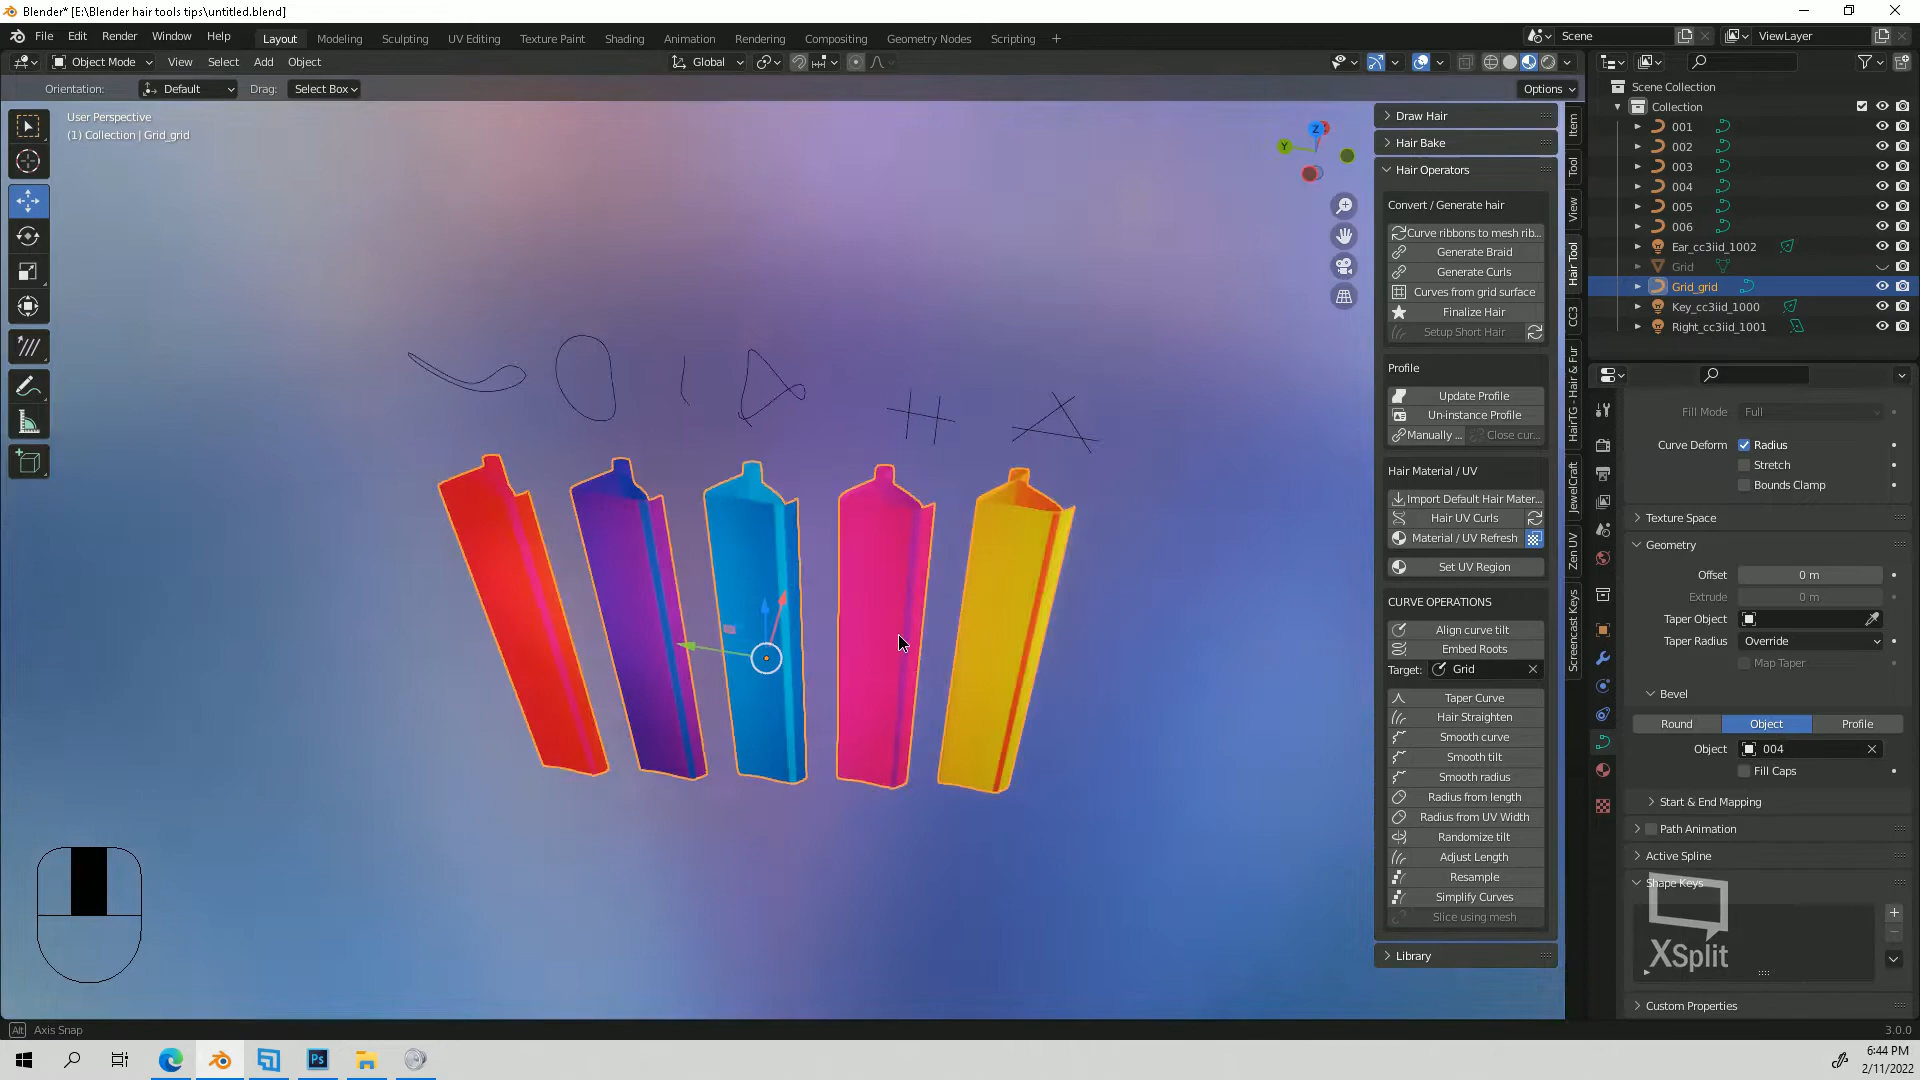 Blender* [E:\Blender hair tools tips\untitled.blend]
File Edit Render Window Help
Layout Modeling Sculpting UV Editing Texture Paint Shading Animation Rendering Compositing Geometry Nodes Scripting +
Scene
ViewLayer
Object Mode View Select Add Object
Global
Orientation: Default Drag: Select Box
Options
User Perspective
(1) Collection | Grid_grid
Z
Y
Draw Hair
Hair Bake
Hair Operators
Convert / Generate hair
Curve ribbons to mesh rib...
Generate Braid
Generate Curls
Curves from grid surface
Finalize Hair
Setup Short Hair
Profile
Update Profile
Un-instance Profile
Manually ... Close cur...
Hair Material / UV
Import Default Hair Mater...
Hair UV Curls
Material / UV Refresh
Set UV Region
CURVE OPERATIONS
Align curve tilt
Embed Roots
Target: Grid
Taper Curve
Hair Straighten
Smooth curve
Smooth tilt
Smooth radius
Radius from length
Radius from UV Width
Randomize tilt
Adjust Length
Resample
Simplify Curves
Slice using mesh
Library
Item
Tool
View
Hair Tool
CC3
HairTG - Hair & Fur
JewelCraft
Zen UV
Screencast Keys
Scene Collection
Collection
001
002
003
004
005
006
Ear_cc3iid_1002
Grid
Grid_grid
Key_cc3iid_1000
Right_cc3iid_1001
Fill Mode Full
Curve Deform Radius
Stretch
Bounds Clamp
Texture Space
Geometry
Offset 0 m
Extrude 0 m
Taper Object
Taper Radius Override
Map Taper
Bevel
Round Object Profile
Object 004
Fill Caps
Start & End Mapping
Path Animation
Active Spline
Shape Keys
XSplit
Custom Properties
Alt Axis Snap
3.0.0
Ps
6:44 PM
2/11/2022